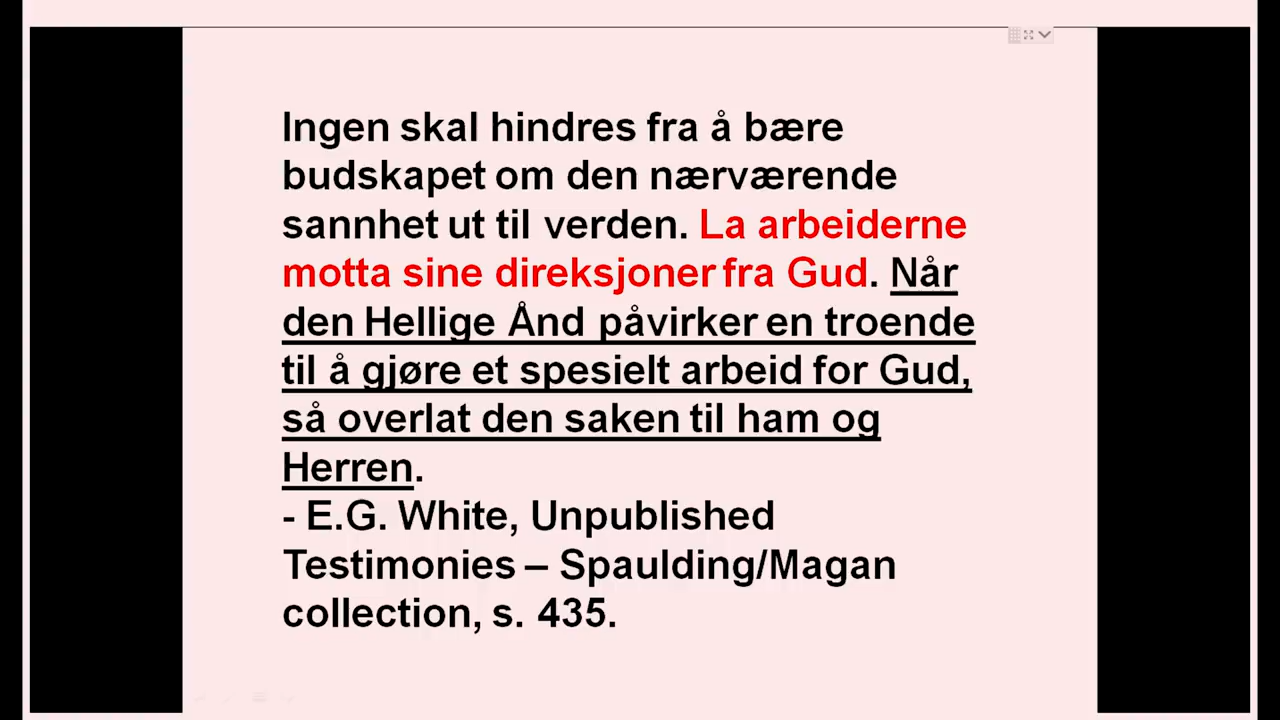 Ingen skal hindres fra å bære
budskapet om den nærværende
sannhet ut til verden. La arbeiderne
motta sine direksjoner fra Gud. Når
den Hellige Ånd påvirker en troende
til å gjøre et spesielt arbeid for Gud,
så overlat den saken til ham og
Herren.
- E.G. White, Unpublished
Testimonies – Spaulding/Magan
collection, s. 435.